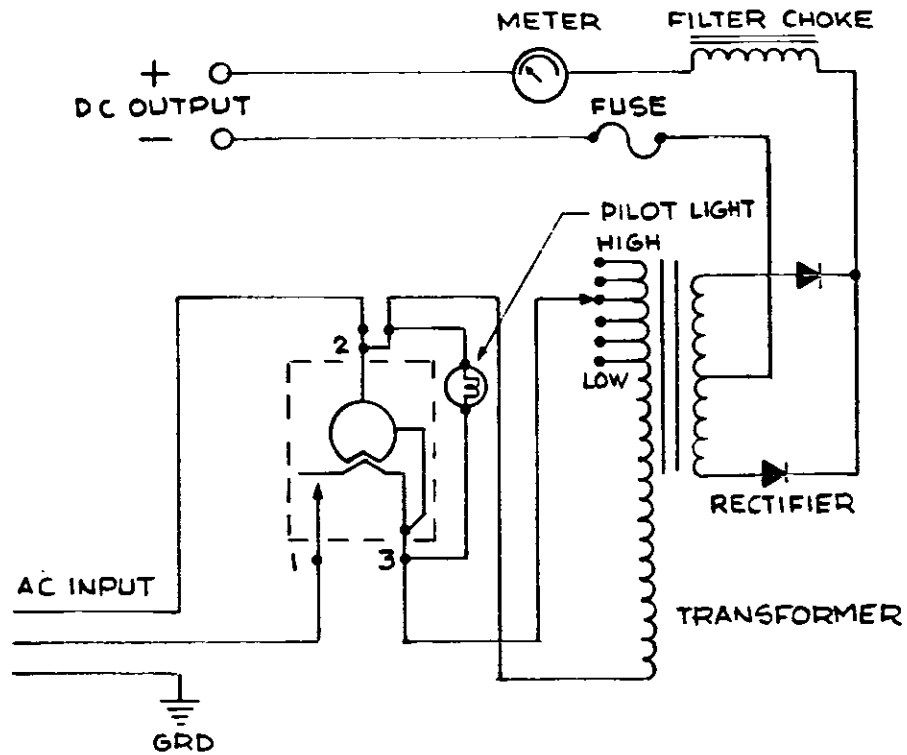 METER
FILTER CHOKE
+
DC OUTPUT
FUSE
–
PILOT LIGHT
HIGH
2
LOW
RECTIFIER
1
3
AC INPUT
TRANSFORMER
GRD